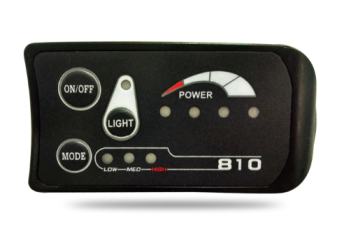 ON/OFF
LIGHT
POWER
MODE
LOW MED HIGH
810